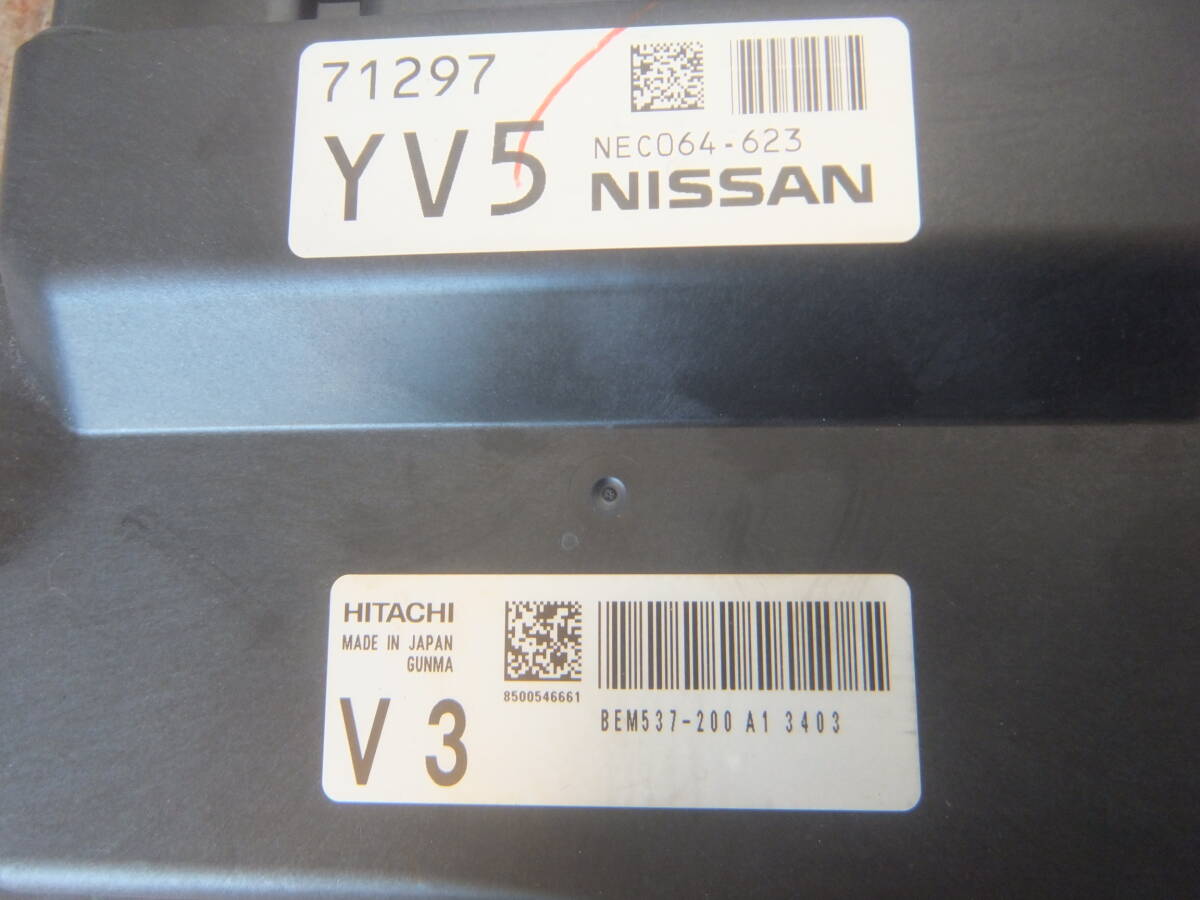 71297
YV5
NEC064-623
NISSAN
HITACHI
MADE IN JAPAN
GUNMA
V 3
8500546661
BEM537-200 A1 3403